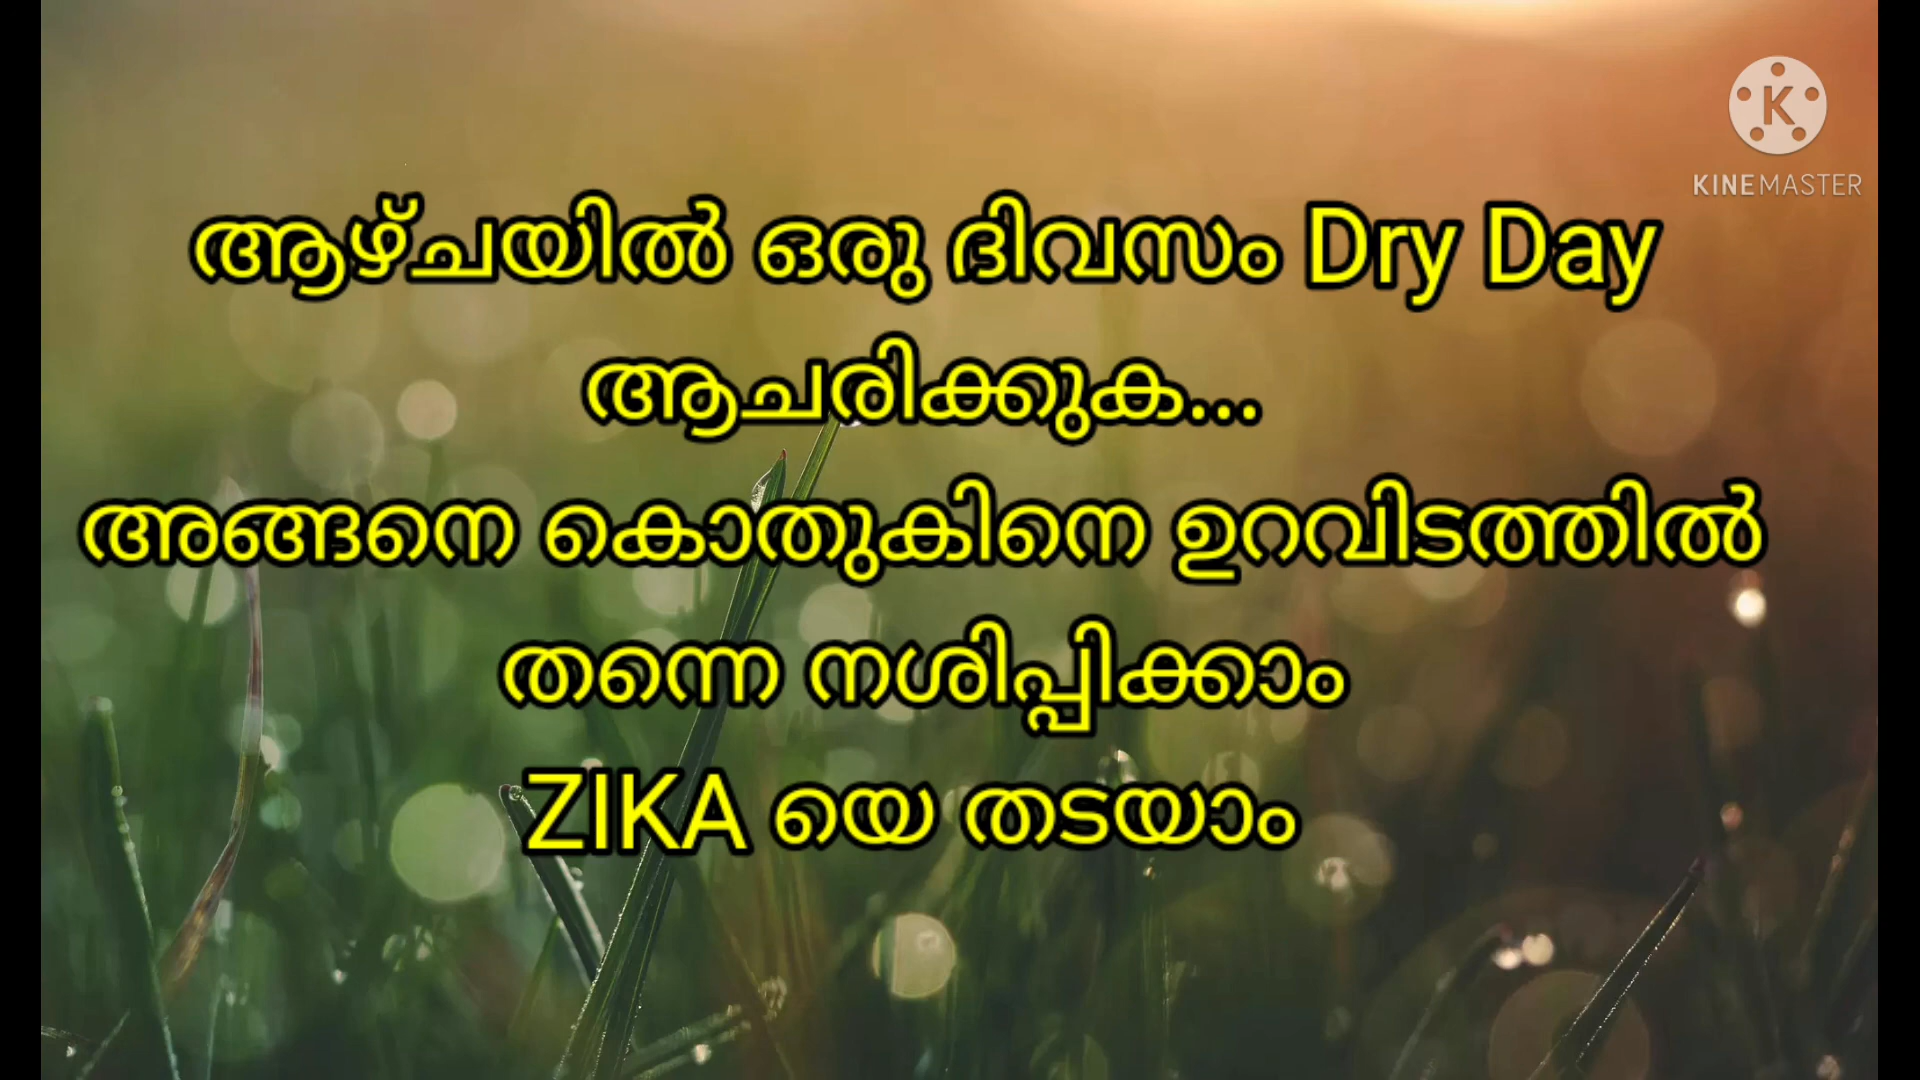 KINEMASTER
ആഴ്ചയിൽ ഒരു ദിവസം Dry Day
ആചരിക്കുക...
അങ്ങനെ കൊതുകിനെ ഉറവിടത്തിൽ
തന്നെ നശിപ്പിക്കാം
ZIKA യെ തടയാം